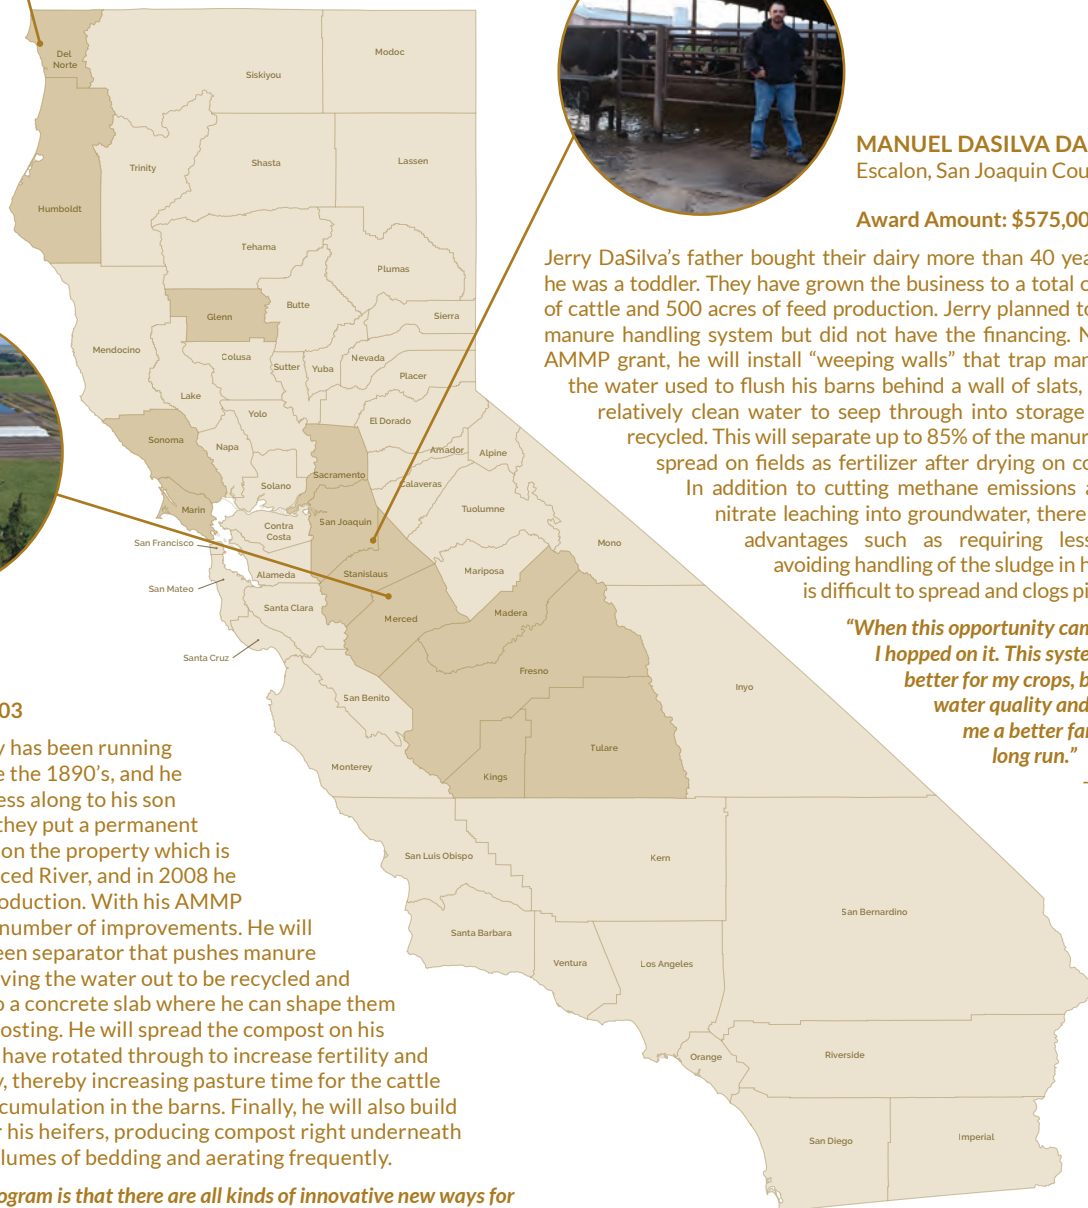 Del
Norte
Siskiyou
Modoc
Trinity
Shasta
Lassen
Humboldt
Tehama
Plumas
Butte
Glenn
Sierra
Mendocino
Colusa
Sutter
Yuba
Nevada
Placer
Lake
Yolo
El Dorado
Sonoma
Napa
Amador
Alpine
Sacramento
Solano
Calaveras
Marin
San Joaquin
Tuolumne
Contra
Costa
San Francisco
Mono
Alameda
Stanislaus
Mariposa
San Mateo
Santa Clara
Merced
Madera
Santa Cruz
Fresno
San Benito
Inyo
Tulare
Monterey
Kings
San Luis Obispo
Kern
San Bernardino
Santa Barbara
Ventura
Los Angeles
Orange
Riverside
San Diego
Imperial
MANUEL DASILVA DA
Escalon, San Joaquin Cou
Award Amount: $575,00
Jerry DaSilva's father bought their dairy more than 40 yea
he was a toddler. They have grown the business to a total o
of cattle and 500 acres of feed production. Jerry planned to
manure handling system but did not have the financing. N
AMMP grant, he will install “weeping walls” that trap man
the water used to flush his barns behind a wall of slats,
relatively clean water to seep through into storage
recycled. This will separate up to 85% of the manur
spread on fields as fertilizer after drying on co
In addition to cutting methane emissions a
nitrate leaching into groundwater, there
advantages such as requiring less
avoiding handling of the sludge in h
is difficult to spread and clogs pi
“When this opportunity cam
I hopped on it. This syste
better for my crops, b
water quality and
me a better far
long run.”
03
y has been running
e the 1890's, and he
ess along to his son
they put a permanent
on the property which is
ced River, and in 2008 he
oduction. With his AMMP
number of improvements. He will
een separator that pushes manure
ving the water out to be recycled and
o a concrete slab where he can shape them
osting. He will spread the compost on his
have rotated through to increase fertility and
y, thereby increasing pasture time for the cattle
cumulation in the barns. Finally, he will also build
r his heifers, producing compost right underneath
lumes of bedding and aerating frequently.
ogram is that there are all kinds of innovative new ways for